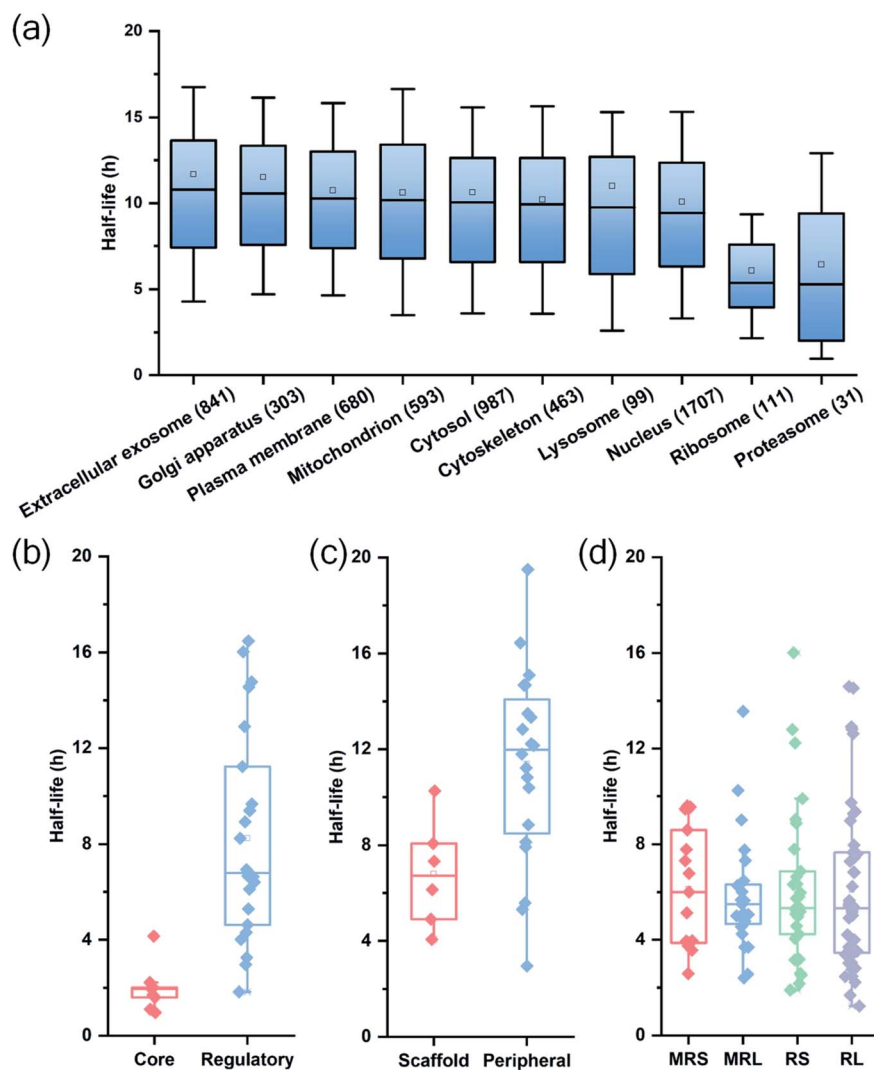 (a)
20
15
10
5
0
Half-life (h)
Extracellular exosome (841)
Golgi apparatus (303)
Plasma membrane (680)
Mitochondrion (593)
Cytosol (987)
Cytoskeleton (463)
Lysosome (99)
Nucleus (1707)
Ribosome (111)
Proteasome (31)
(b)
20
16
12
8
4
0
Half-life (h)
Core Regulatory
(c)
20
16
12
8
4
0
Half-life (h)
Scaffold Peripheral
(d)
20
16
12
8
4
0
Half-life (h)
MRS MRL RS RL